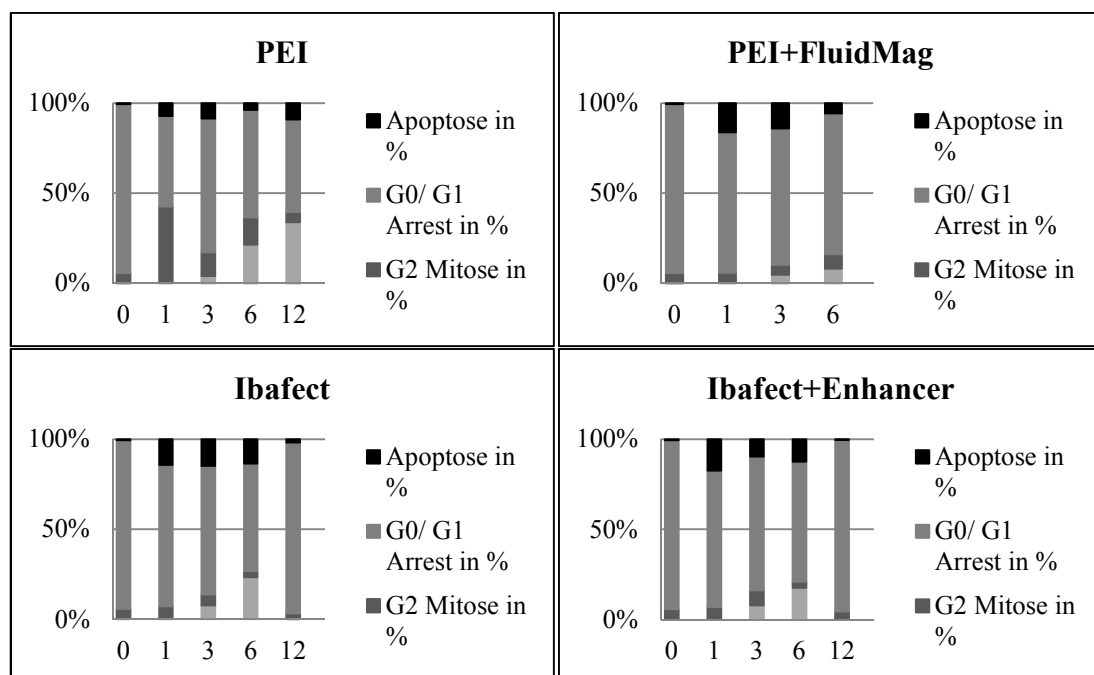 PEI
100%
50%
0%
0 1 3 6 12
Apoptose in
%
G0/ G1
Arrest in %
G2 Mitose in
%
PEI+FluidMag
100%
50%
0%
0 1 3 6
Apoptose in
%
G0/ G1
Arrest in %
G2 Mitose in
%
Ibafect
100%
50%
0%
0 1 3 6 12
Apoptose in
%
G0/ G1
Arrest in %
G2 Mitose in
%
Ibafect+Enhancer
100%
50%
0%
0 1 3 6 12
Apoptose in
%
G0/ G1
Arrest in %
G2 Mitose in
%